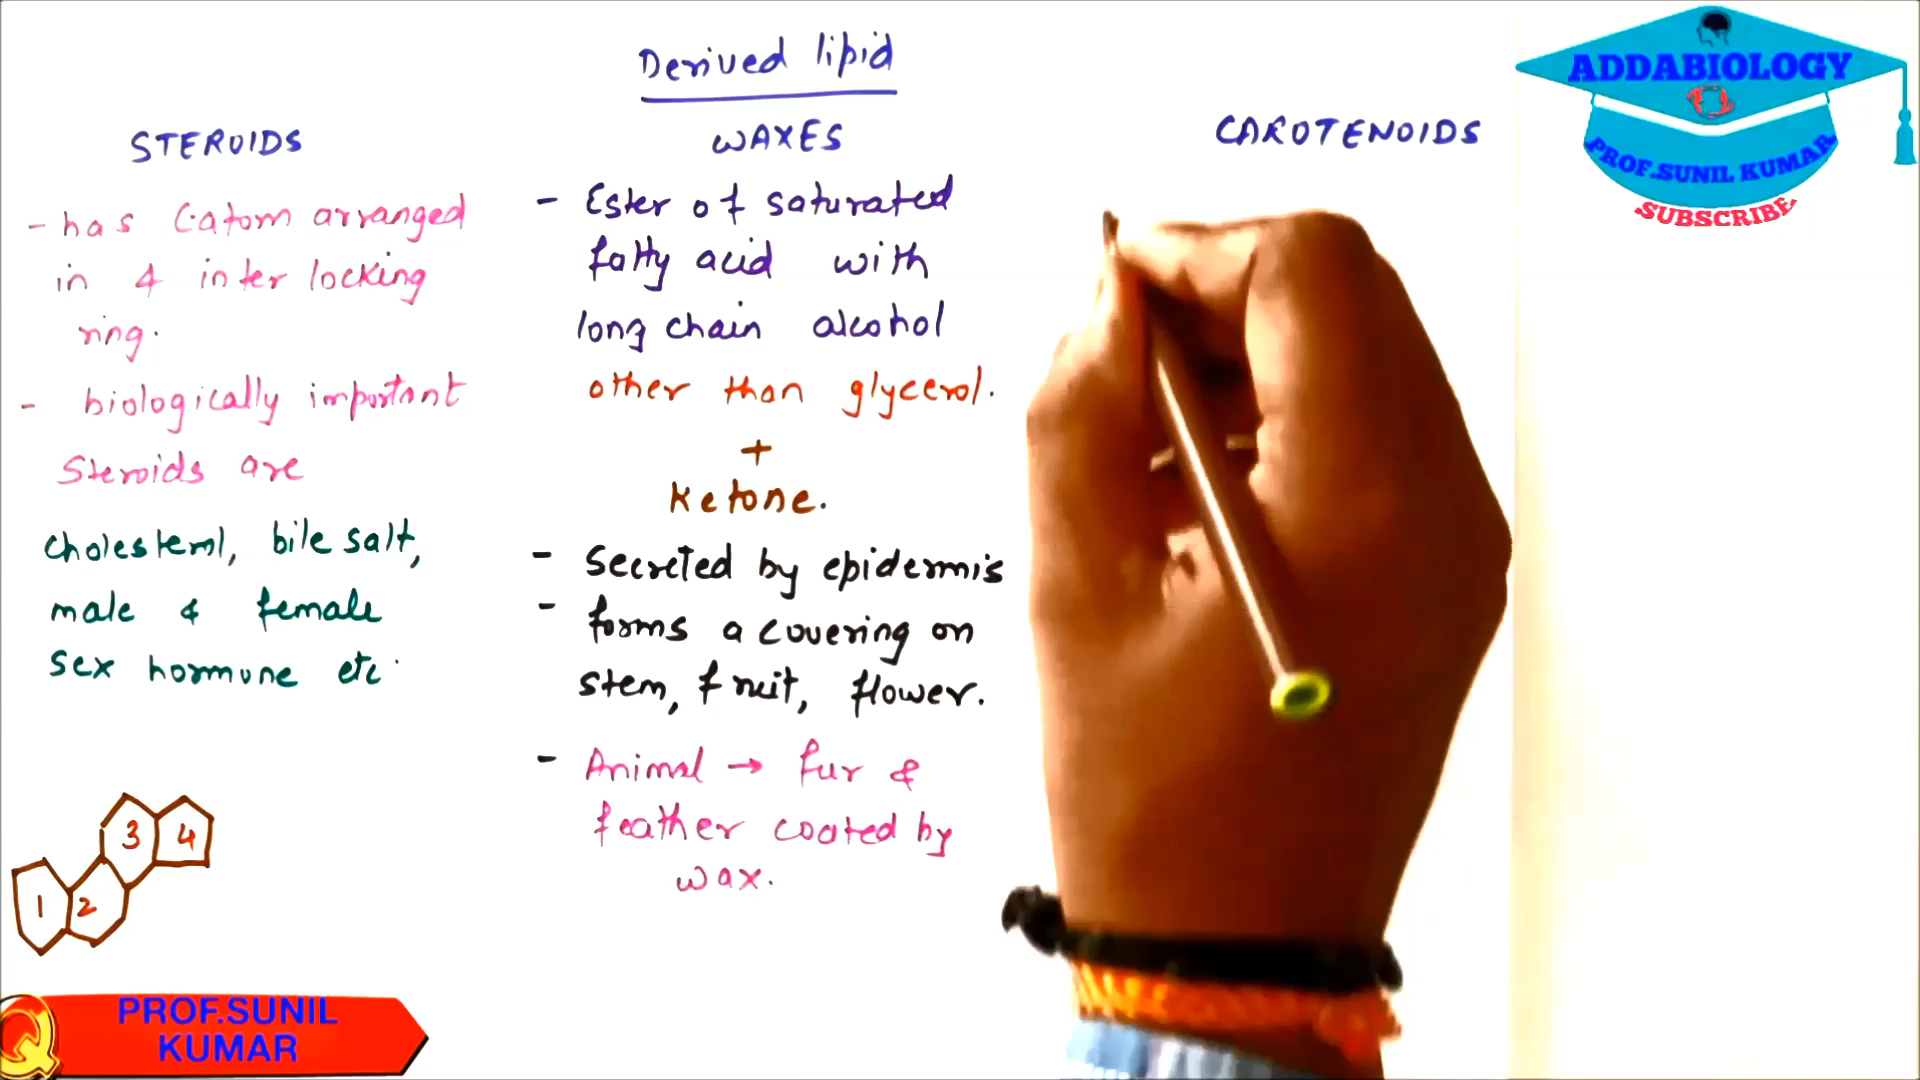 Derived lipid
STEROIDS
- has C-atom arranged
in 4 inter locking
ring.
- biologically important
Steroids are
cholesterol, bile salt,
male & female
sex hormone etc.
1 2 3 4
WAXES
- Ester of saturated
fatty acid with
long chain alcohol
other than glycerol.
+
Ketone.
- Secreted by epidermis
- forms a covering on
stem, fruit, flower.
- Animal → fur &
feather coated by
wax.
CAROTENOIDS
ADDABIOLOGY
PROF.SUNIL KUMAR
SUBSCRIBE
PROF.SUNIL
KUMAR